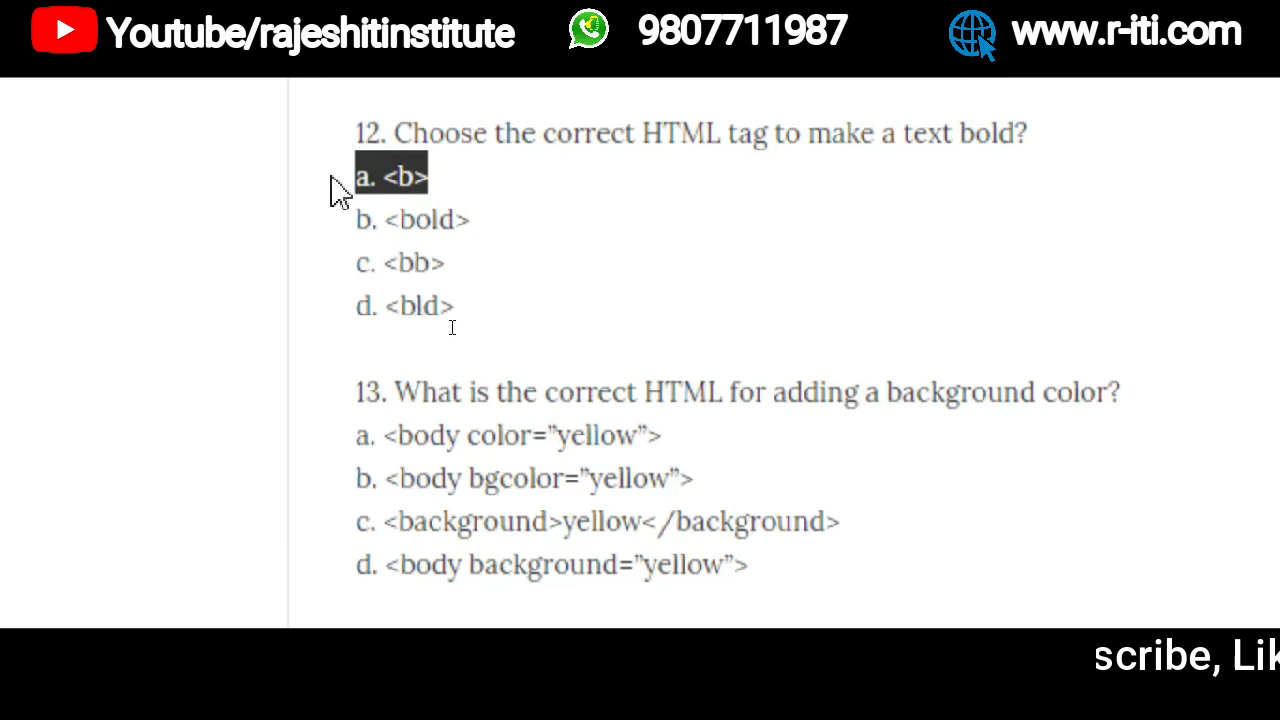 Youtube/rajeshitinstitute 9807711987 www.r-iti.com
12. Choose the correct HTML tag to make a text bold?
a. <b>
b. <bold>
c. <bb>
d. <bld>
13. What is the correct HTML for adding a background color?
a. <body color=”yellow”>
b. <body bgcolor=”yellow”>
c. <background>yellow</background>
d. <body background=”yellow”>
scribe, Lik